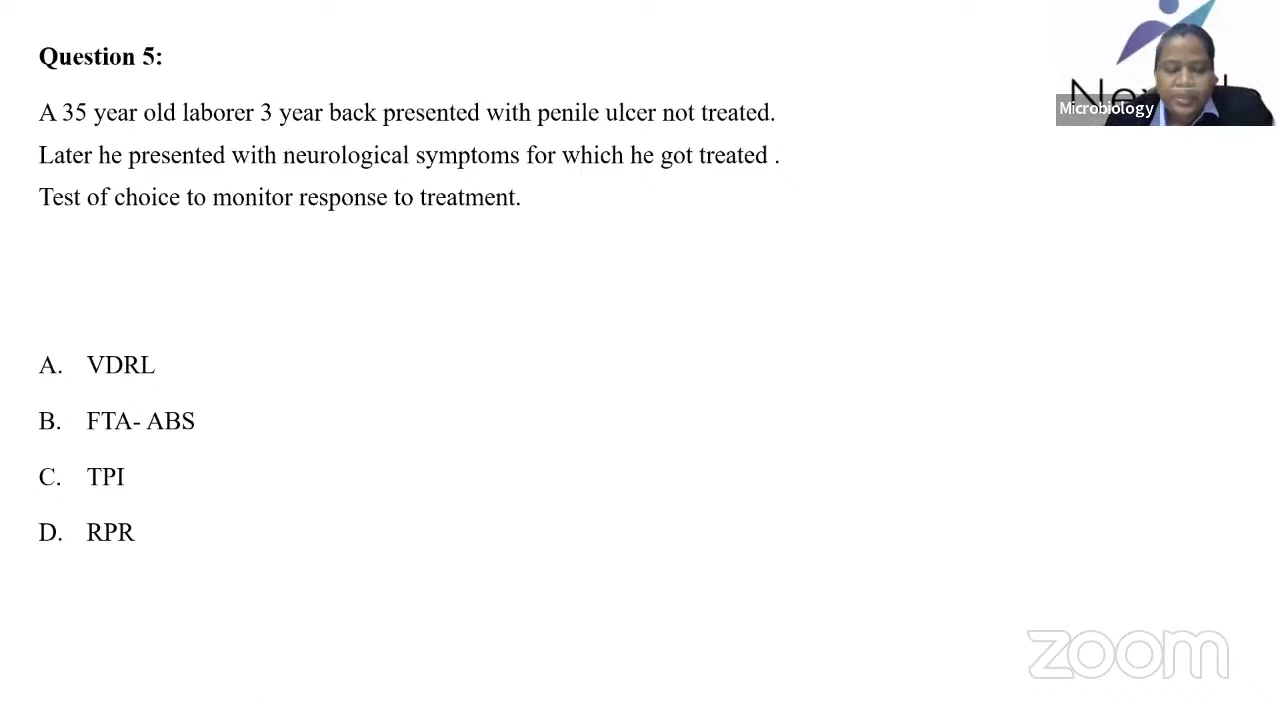 Question 5:
A 35 year old laborer 3 year back presented with penile ulcer not treated.
Later he presented with neurological symptoms for which he got treated .
Test of choice to monitor response to treatment.
A. VDRL
B. FTA- ABS
C. TPI
D. RPR
Microbiology
zoom